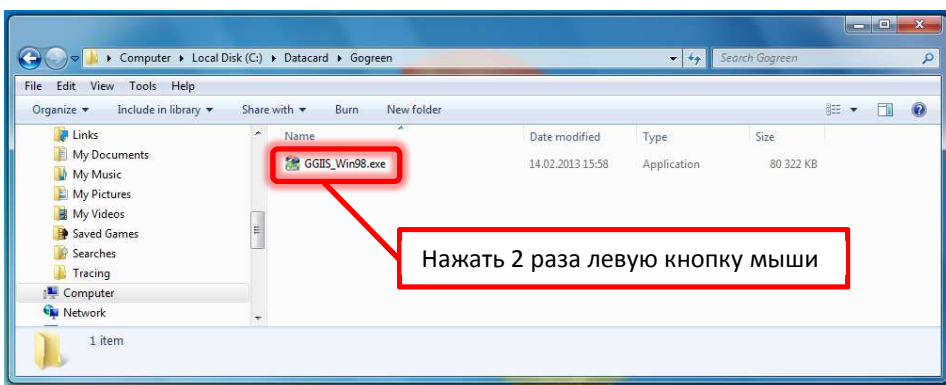 Computer ▸ Local Disk (C:) ▸ Datacard ▸ Gogreen Search Gogreen
File Edit View Tools Help
Organize Include in library Share with Burn New folder
Links Name Date modified Type Size
My Documents GGIIS_Win98.exe 14.02.2013 15:58 Application 80 322 KB
My Music
My Pictures
My Videos
Saved Games
Searches
Нажать 2 раза левую кнопку мыши
Tracing
Computer
Network
1 item